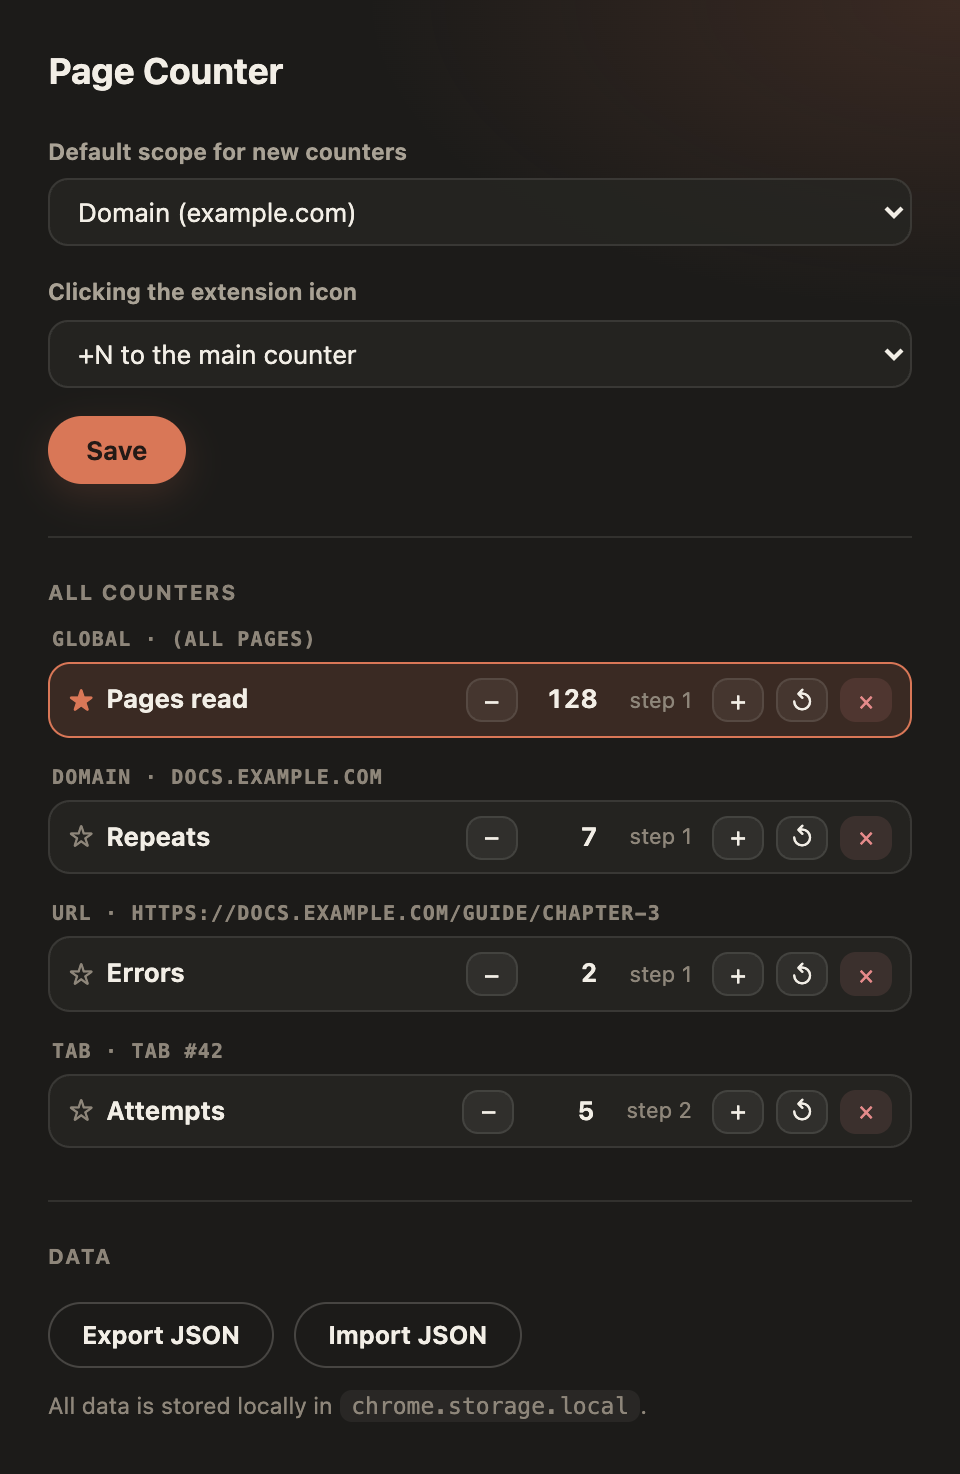 Page Counter
Default scope for new counters
Domain (example.com)
Clicking the extension icon
+N to the main counter
Save
ALL COUNTERS
GLOBAL · (ALL PAGES)
★ Pages read − 128 step 1 + ↺ ×
DOMAIN · DOCS.EXAMPLE.COM
☆ Repeats − 7 step 1 + ↺ ×
URL · HTTPS://DOCS.EXAMPLE.COM/GUIDE/CHAPTER-3
☆ Errors − 2 step 1 + ↺ ×
TAB · TAB #42
☆ Attempts − 5 step 2 + ↺ ×
DATA
Export JSON Import JSON
All data is stored locally in chrome.storage.local.